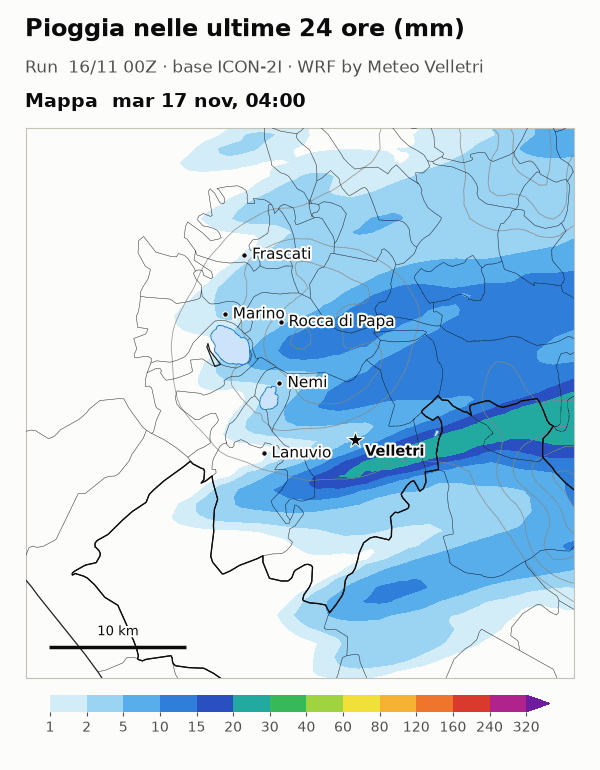 Pioggia nelle ultime 24 ore (mm)
Run  16/11 00Z · base ICON-2I · WRF by Meteo Velletri
Mappa  mar 17 nov, 04:00
Frascati
Marino
Rocca di Papa
Nemi
Velletri
Lanuvio
10 km
1 2 5 10 15 20 30 40 60 80 120 160 240 320